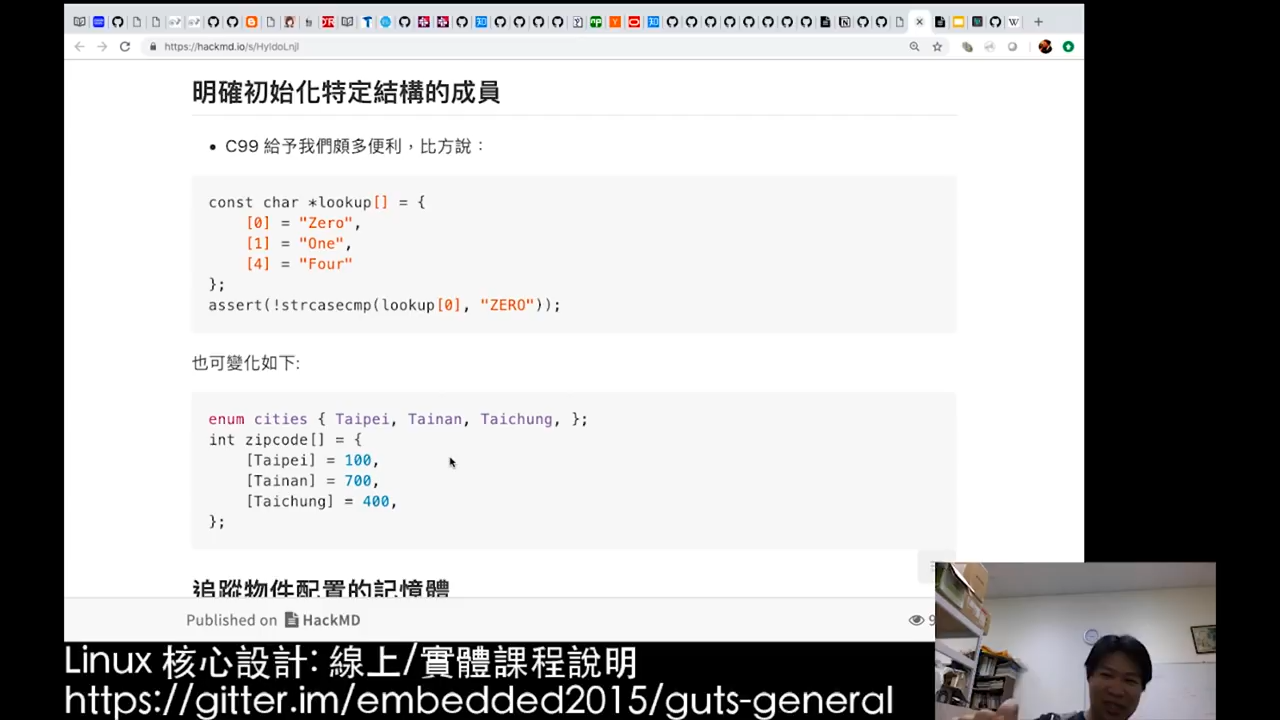 https://hackmd.io/s/HyIdoLnjl
明確初始化特定結構的成員
C99 給予我們頗多便利，比方說：
const char *lookup[] = {
[0] = "Zero",
[1] = "One",
[4] = "Four"
};
assert(!strcasecmp(lookup[0], "ZERO"));
也可變化如下:
enum cities { Taipei, Tainan, Taichung, };
int zipcode[] = {
[Taipei] = 100,
[Tainan] = 700,
[Taichung] = 400,
};
追蹤物件配置的記憶體
Published on HackMD
Linux 核心設計: 線上/實體課程說明
https://gitter.im/embedded2015/guts-general